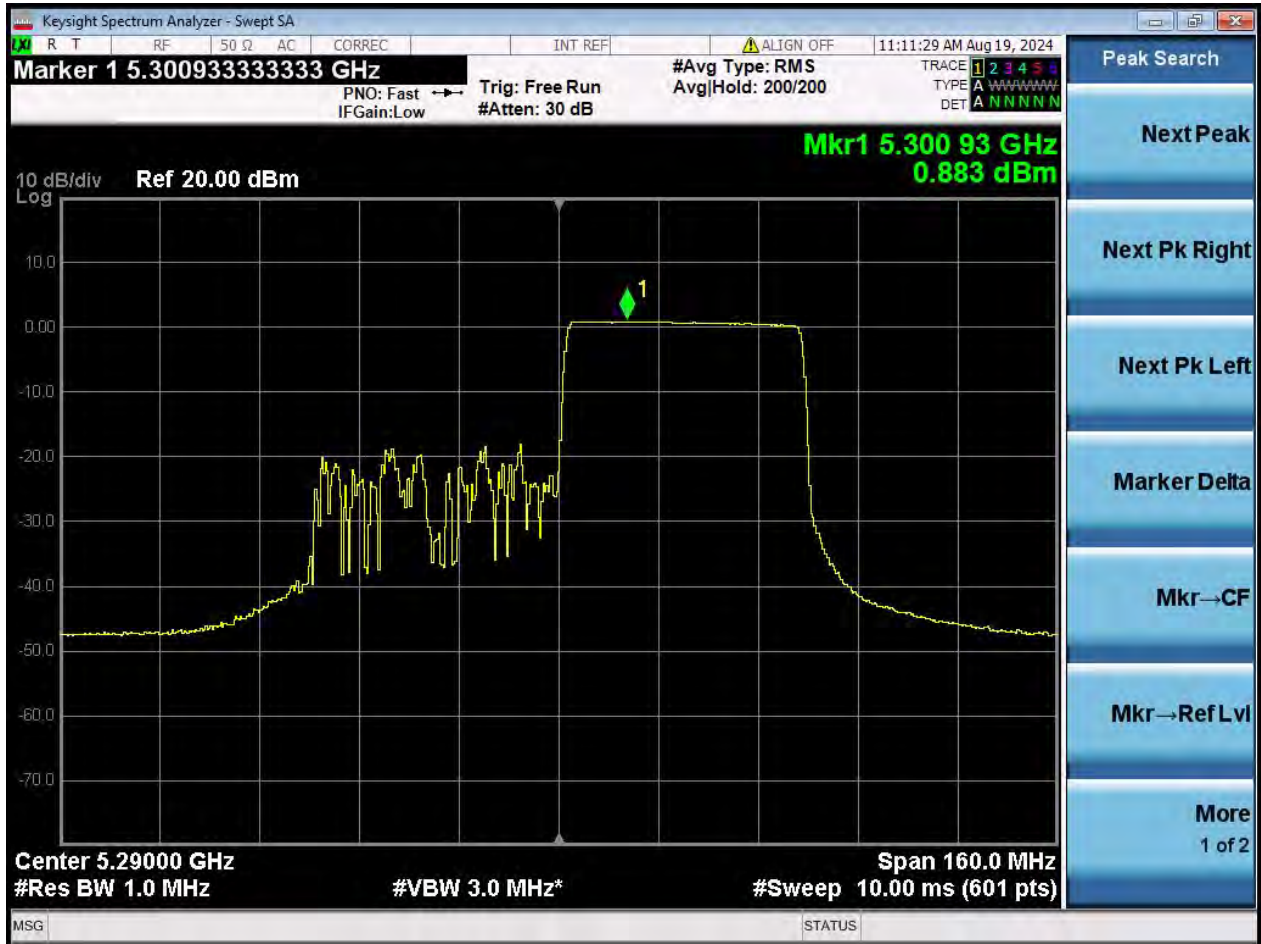 Keysight Spectrum Analyzer - Swept SA
LXI R T RF 50 Ω AC CORREC INT REF ALIGN OFF 11:11:29 AM Aug 19, 2024
Marker 1 5.300933333333 GHz
PNO: Fast
IFGain:Low
Trig: Free Run
#Atten: 30 dB
#Avg Type: RMS
Avg|Hold: 200/200
TRACE 1 2 3 4 5 6
TYPE A WWWWW
DET A N N N N N
Mkr1 5.300 93 GHz
0.883 dBm
10 dB/div Ref 20.00 dBm
Log
10.0
0.00
-10.0
-20.0
-30.0
-40.0
-50.0
-60.0
-70.0
1
Center 5.29000 GHz
Span 160.0 MHz
#Res BW 1.0 MHz
#VBW 3.0 MHz*
#Sweep 10.00 ms (601 pts)
MSG
STATUS
Peak Search
Next Peak
Next Pk Right
Next Pk Left
Marker Delta
Mkr→CF
Mkr→Ref Lvl
More
1 of 2